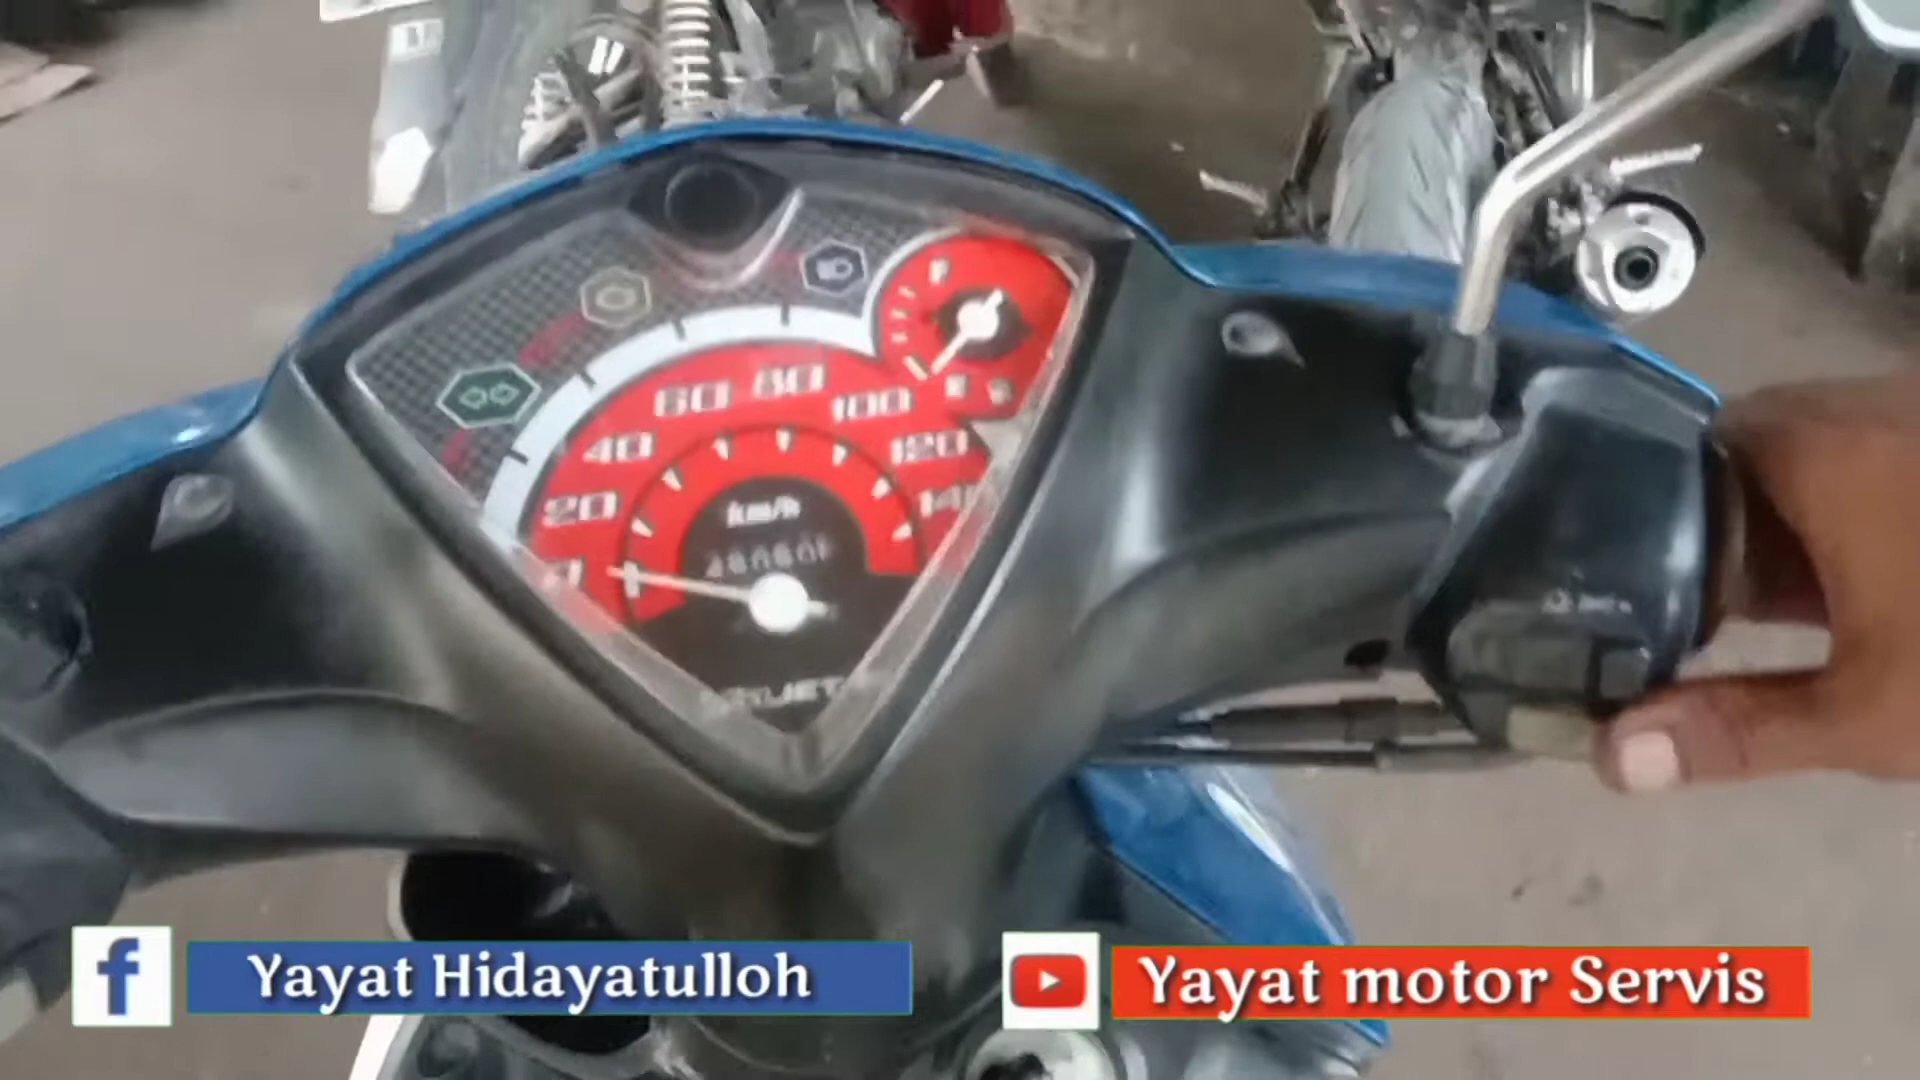 F
60 80
100
E
40
120
20
km/h
Yayat Hidayatulloh
Yayat motor Servis